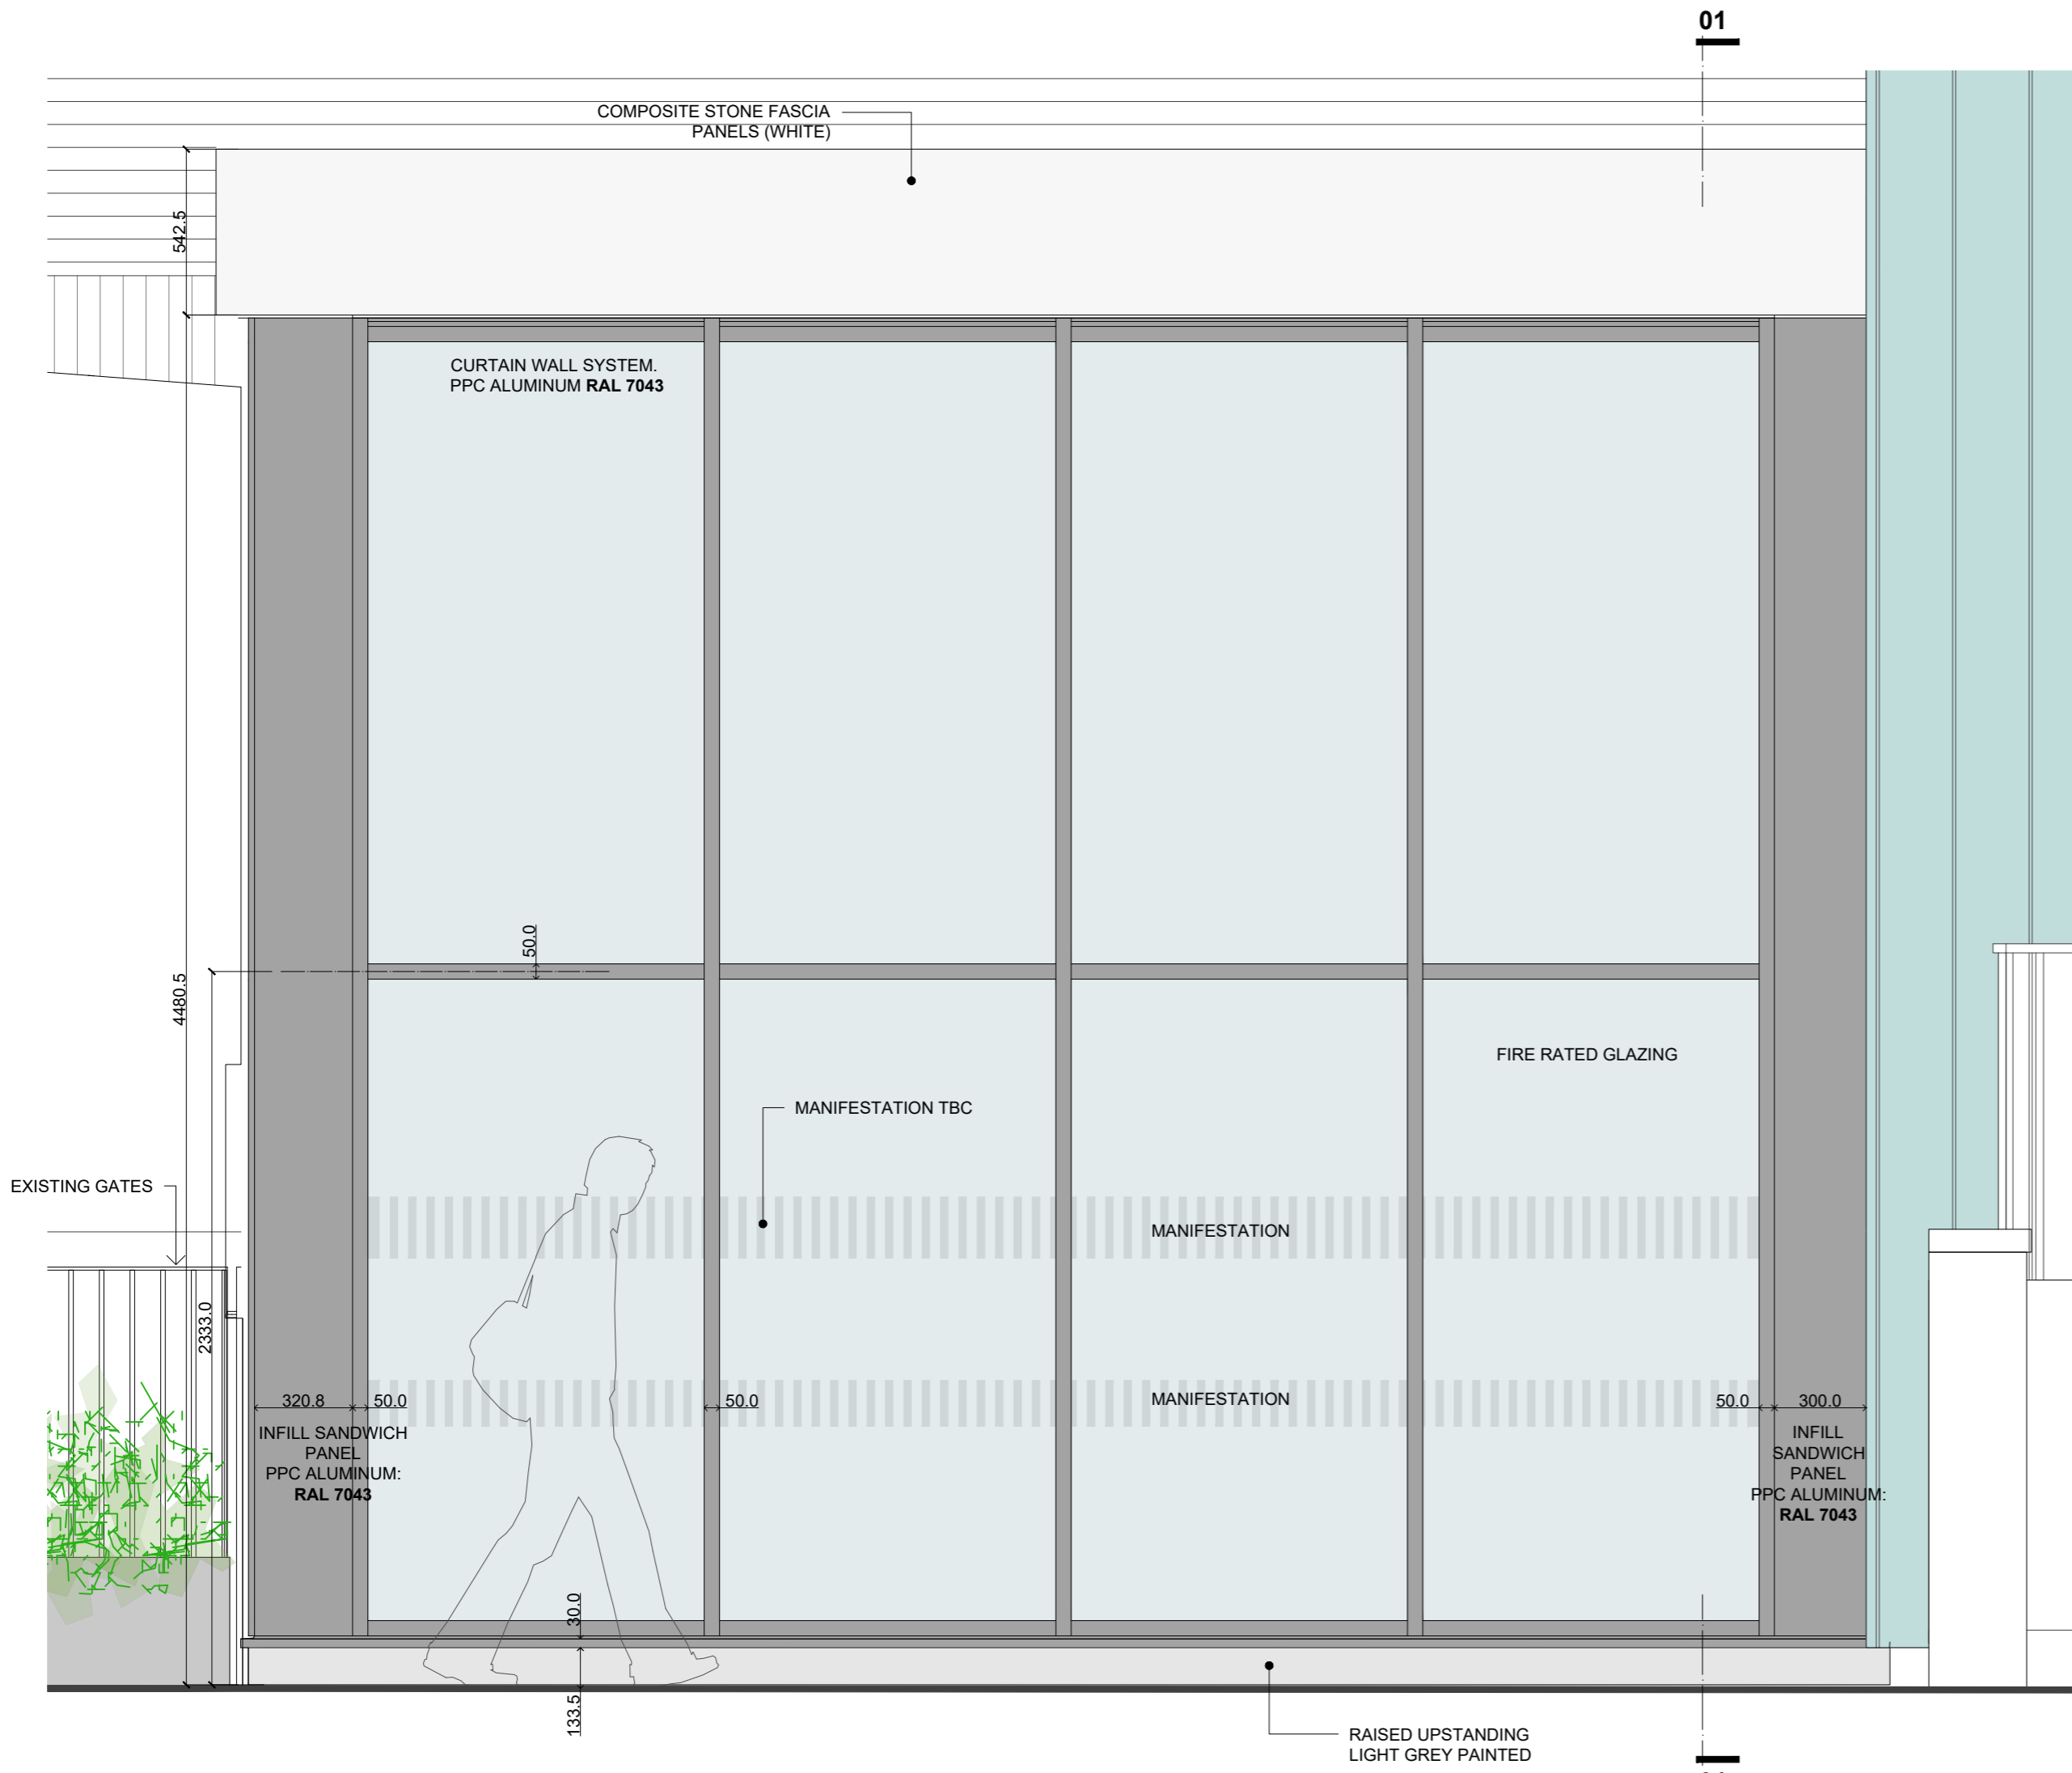 01
COMPOSITE STONE FASCIA
PANELS (WHITE)
542.5
CURTAIN WALL SYSTEM.
PPC ALUMINUM RAL 7043
50.0
4480.5
FIRE RATED GLAZING
MANIFESTATION TBC
EXISTING GATES
MANIFESTATION
2333.0
MANIFESTATION
320.8
50.0
50.0
50.0
300.0
INFILL SANDWICH
PANEL
PPC ALUMINUM:
RAL 7043
INFILL
SANDWICH
PANEL
PPC ALUMINUM:
RAL 7043
30.0
133.5
RAISED UPSTANDING
LIGHT GREY PAINTED